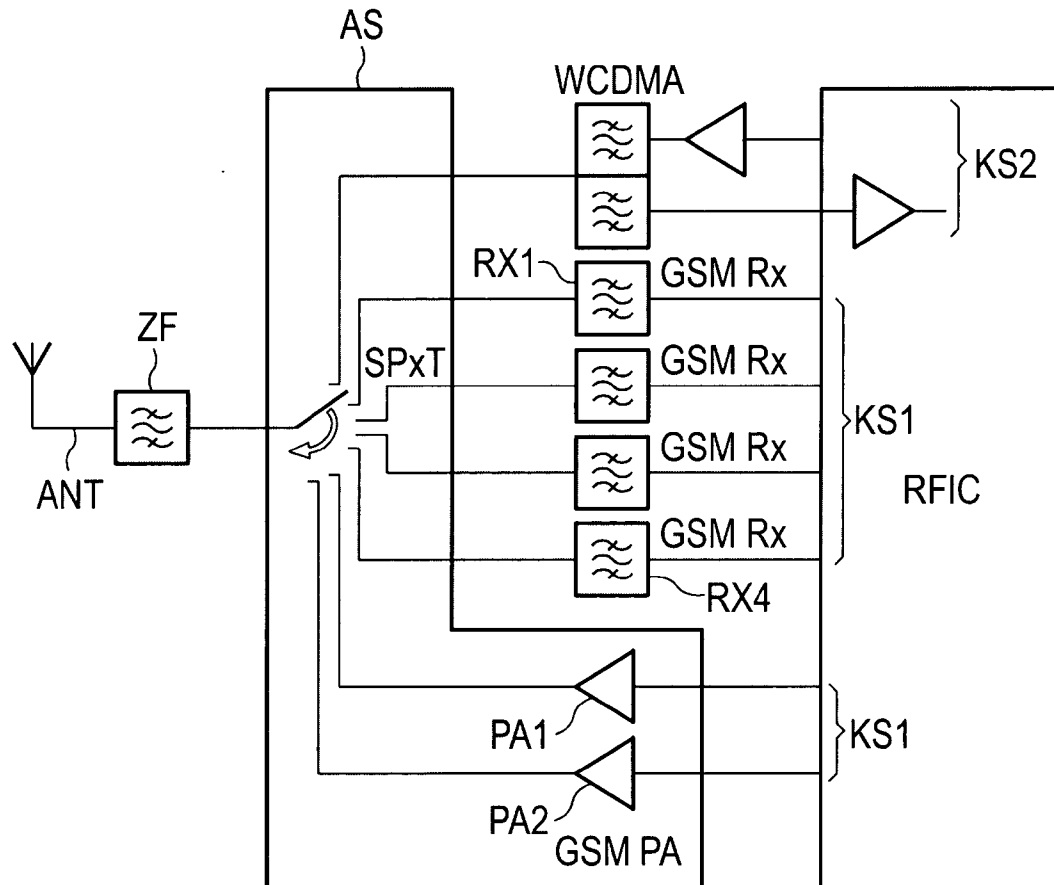 AS
WCDMA
KS2
RX1
GSM Rx
ZF
SPxT
GSM Rx
KS1
GSM Rx
ANT
RFIC
GSM Rx
RX4
PA1
KS1
PA2
GSM PA